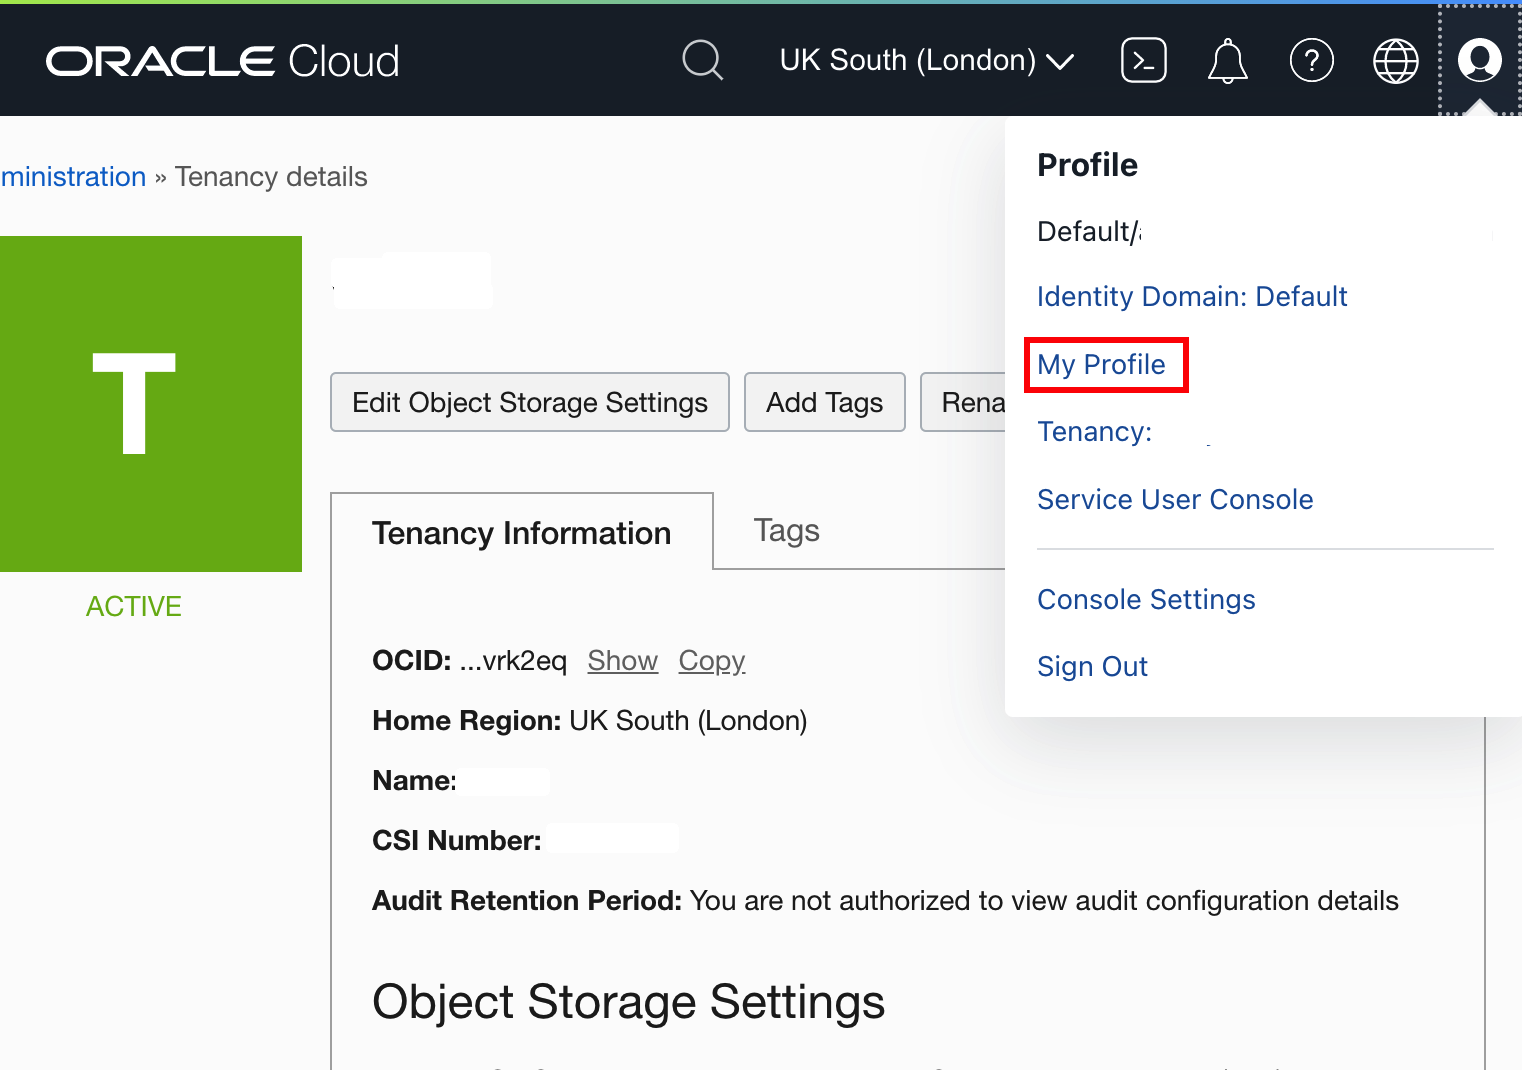 ORACLE Cloud
UK South (London)
ministration » Tenancy details
Profile
Default/
Identity Domain: Default
My Profile
Tenancy:
Service User Console
Console Settings
Sign Out
T
ACTIVE
Edit Object Storage Settings
Add Tags
Rena
Tenancy Information
Tags
OCID: ...vrk2eq Show Copy
Home Region: UK South (London)
Name:
CSI Number:
Audit Retention Period: You are not authorized to view audit configuration details
Object Storage Settings